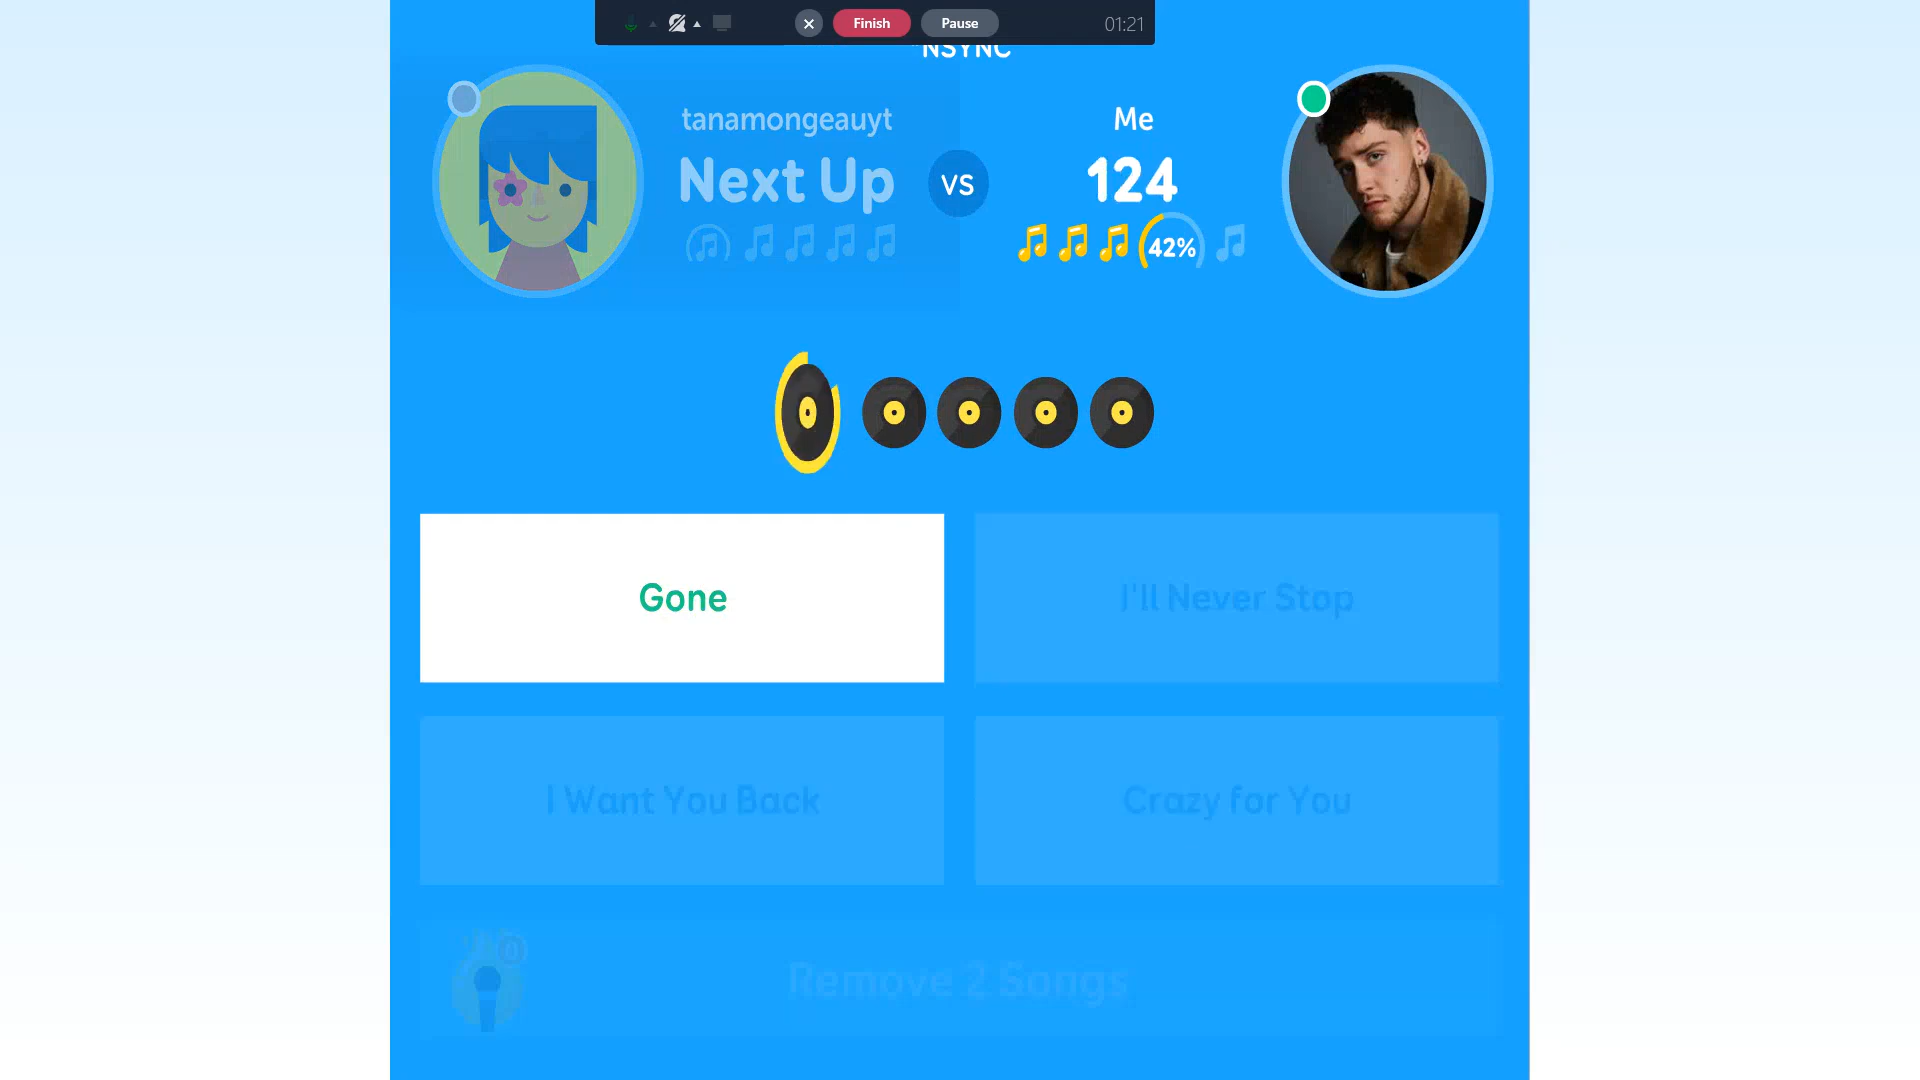 Finish
Pause
01:21
*NSYNC
tanamongeauyt
Next Up
VS
Me
124
42%
Gone
I'll Never Stop
I Want You Back
Crazy for You
0
Remove 2 Songs